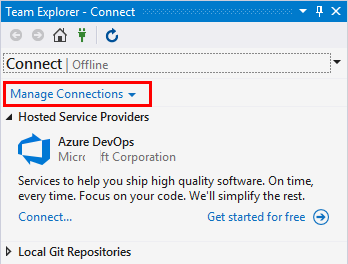 Team Explorer - Connect
Connect | Offline
Manage Connections
Hosted Service Providers
Azure DevOps
Micro ft Corporation
Services to help you ship high quality software. On time,
every time. Focus on your code. We'll simplify the rest.
Connect... Get started for free
Local Git Repositories